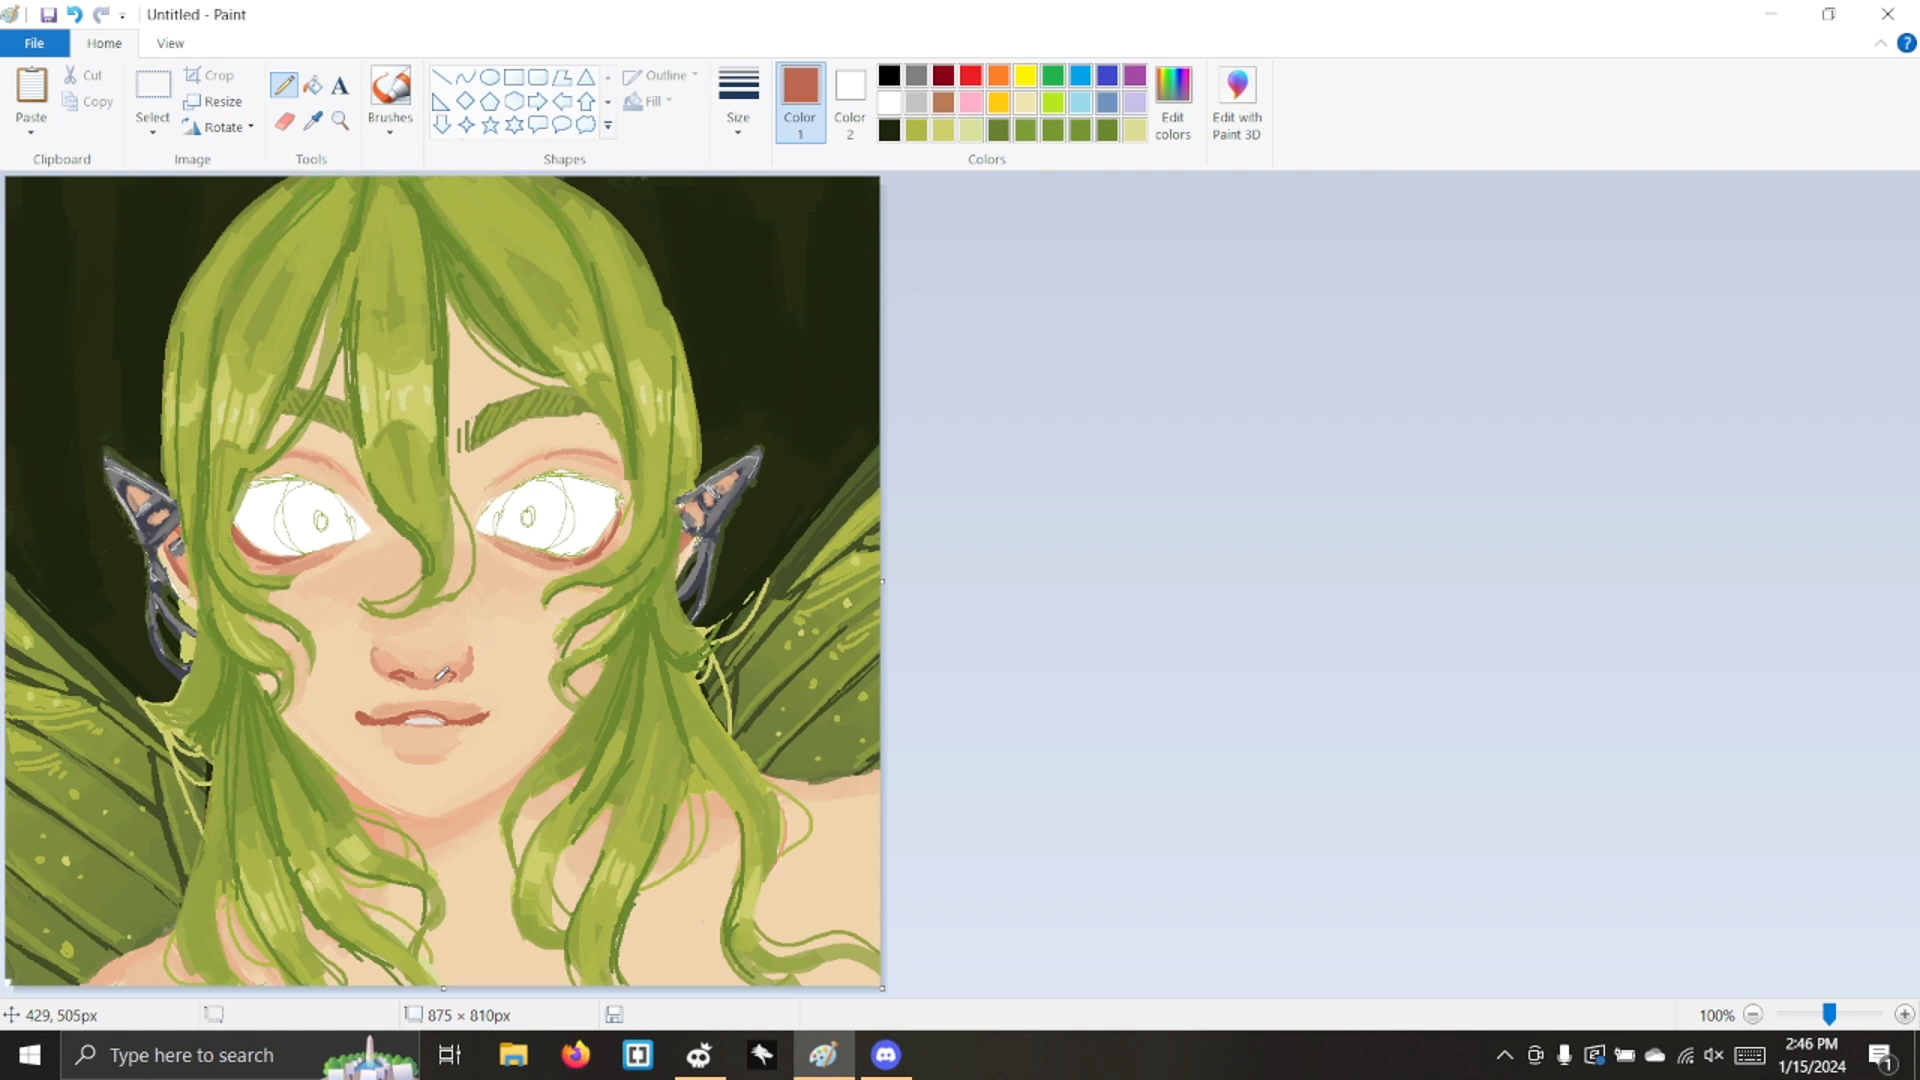 Untitled - Paint
File
Home
View
Paste
Cut
Copy
Clipboard
Select
Crop
Resize
Rotate
Image
A
Tools
Brushes
Shapes
Outline
Fill
Size
Color
1
Color
2
Colors
Edit
colors
Edit with
Paint 3D
?
429, 505px
875 × 810px
100%
Type here to search
2:46 PM
1/15/2024
1